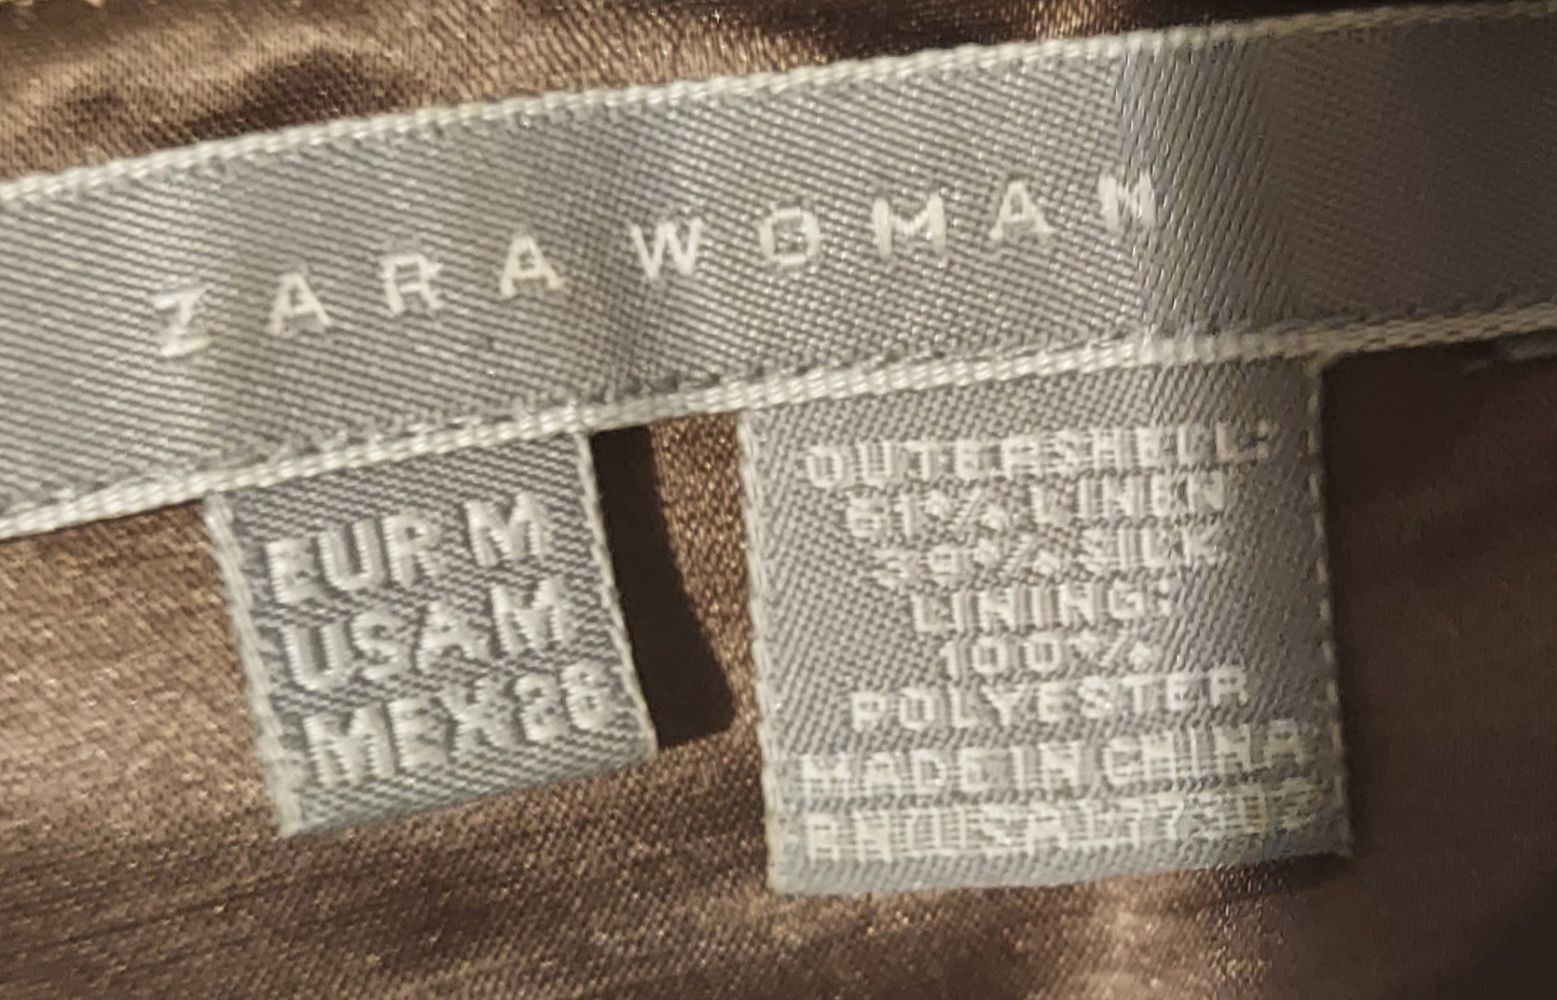 ZARA WOMAN
EUR M
USA M
MEX 28
OUTERSHELL:
61% LINEN
39% SILK
LINING:
100%
POLYESTER
MADE IN CHINA